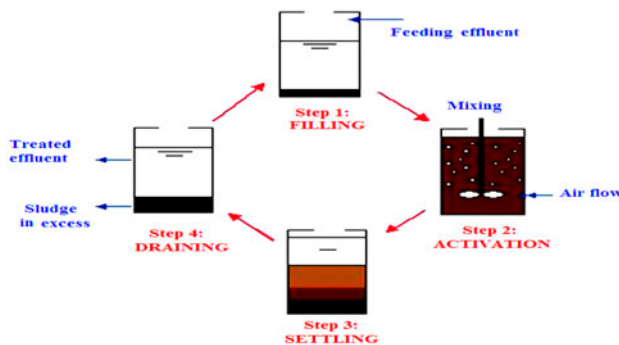 Feeding effluent
Step 1:
FILLING
Mixing
Air flow
Step 2:
ACTIVATION
Step 3:
SETTLING
Treated
effluent
Sludge
in excess
Step 4:
DRAINING